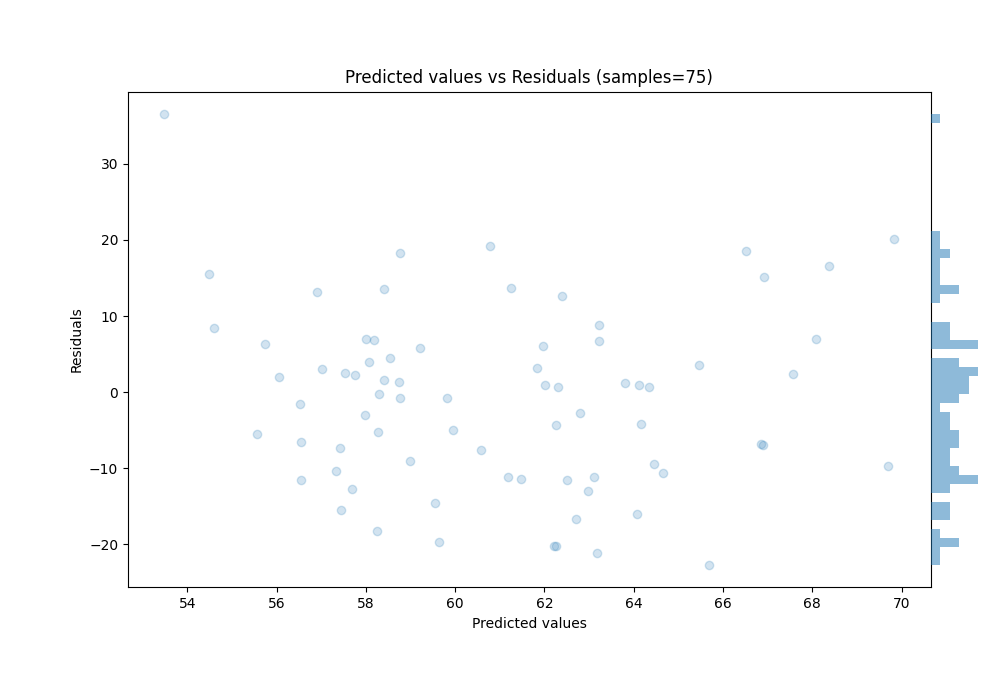 Predicted values vs Residuals (samples=75)
30
20
10
0
−10
−20
Residuals
54 56 58 60 62 64 66 68 70
Predicted values